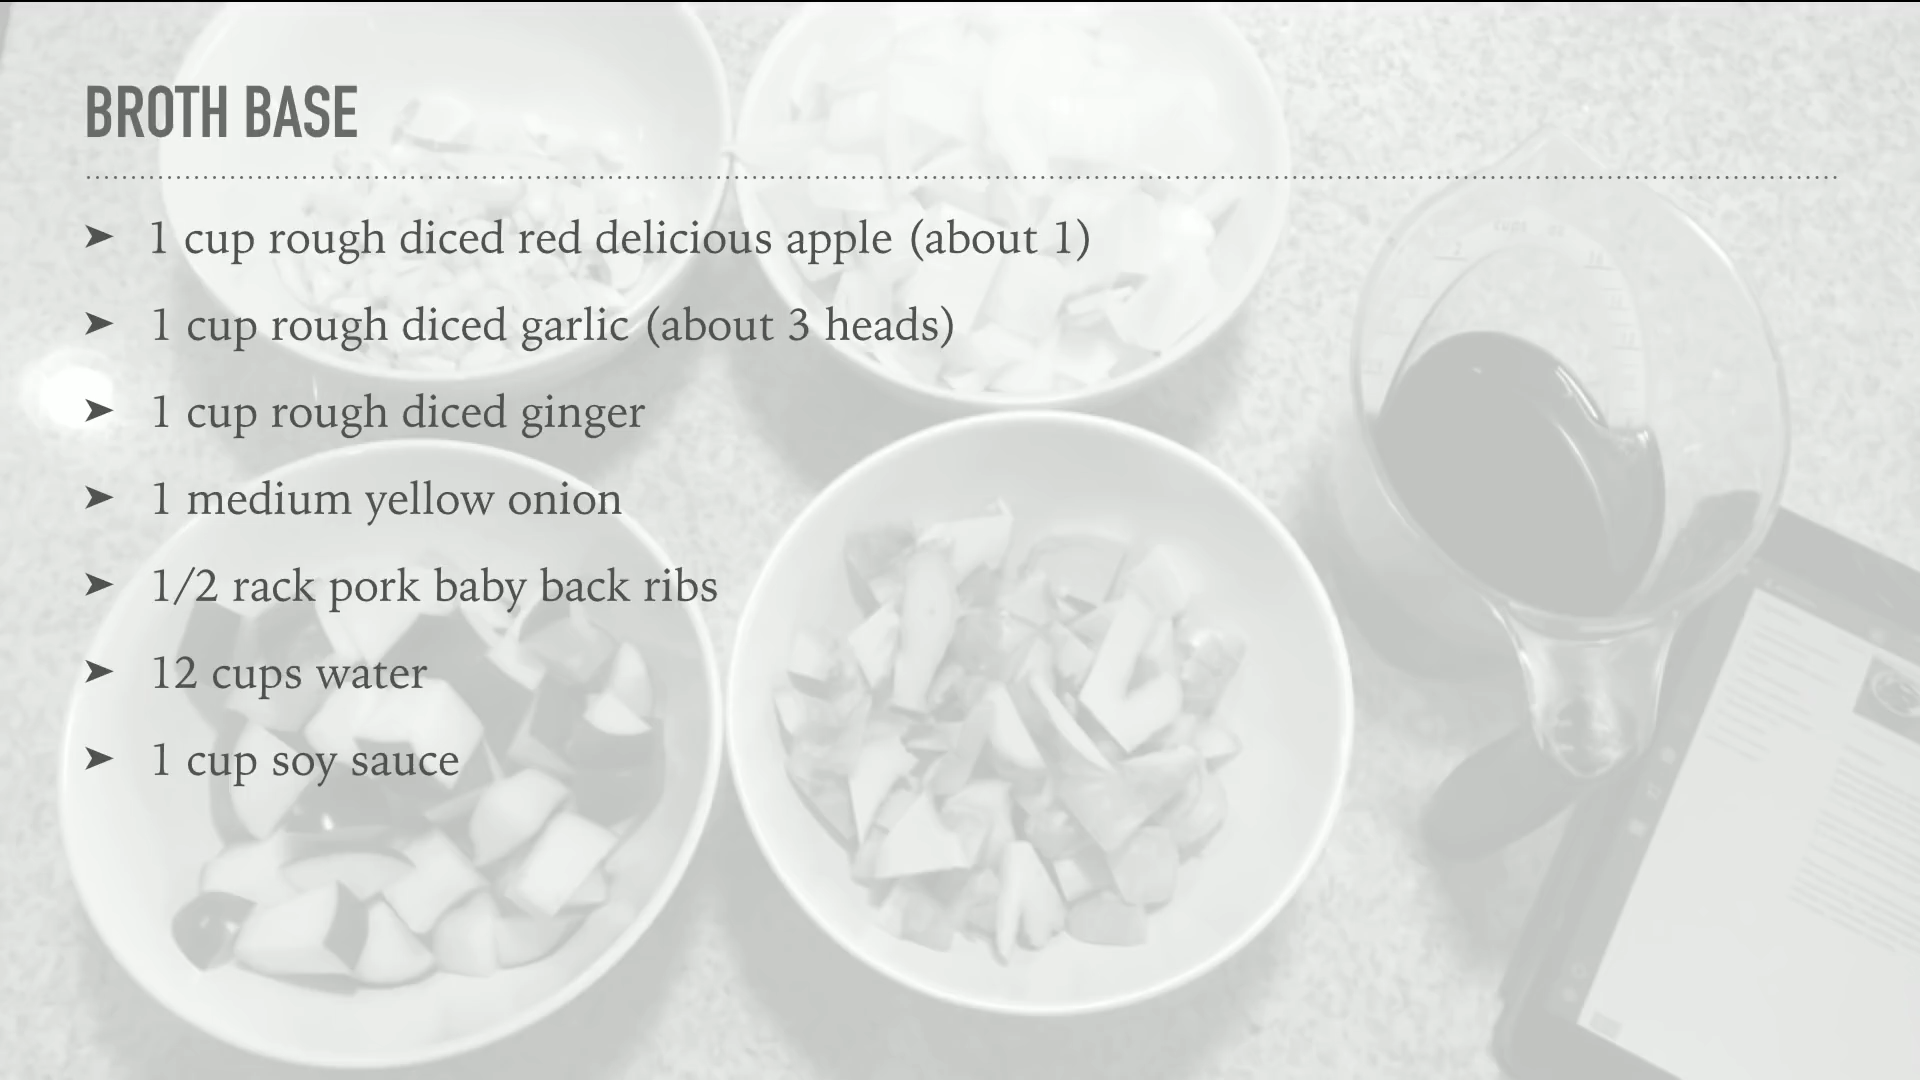 BROTH BASE
➤ 1 cup rough diced red delicious apple (about 1)
➤ 1 cup rough diced garlic (about 3 heads)
➤ 1 cup rough diced ginger
➤ 1 medium yellow onion
➤ 1/2 rack pork baby back ribs
➤ 12 cups water
➤ 1 cup soy sauce
cups oz